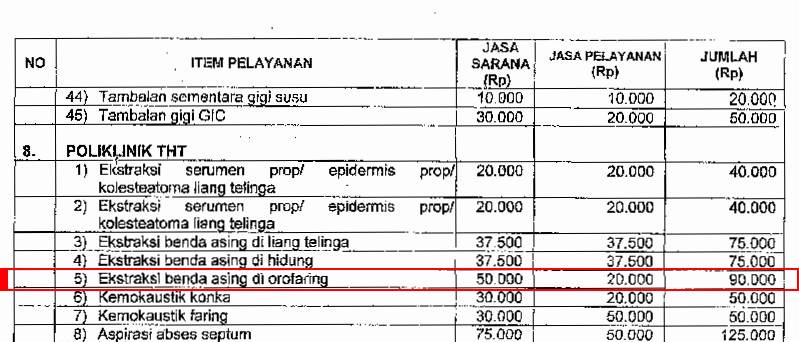 NO ITEM PELAYANAN JASA SARANA (Rp) JASA PELAYANAN (Rp) JUMLAH (Rp)
44) Tambalan sementara gigi susu 10.000 10.000 20.000
45) Tambalan gigi GIC 30.000 20.000 50.000
8. POLIKLINIK THT
1) Ekstraksi serumen prop/ epidermis prop/
kolesteatoma liang telinga 20.000 20.000 40.000
2) Ekstraksi serumen prop/ epidermis prop/
kolesteatoma liang telinga 20.000 20.000 40.000
3) Ekstraksi benda asing di liang telinga 37.500 37.500 75.000
4) Ekstraksi benda asing di hidung 37.500 37.500 75.000
5) Ekstraksi benda asing di orofaring 50.000 20.000 90.000
6) Kemokaustik konka 30.000 20.000 50.000
7) Kemokaustik faring 30.000 50.000 50.000
8) Aspirasi abses septum 75.000 50.000 125.000